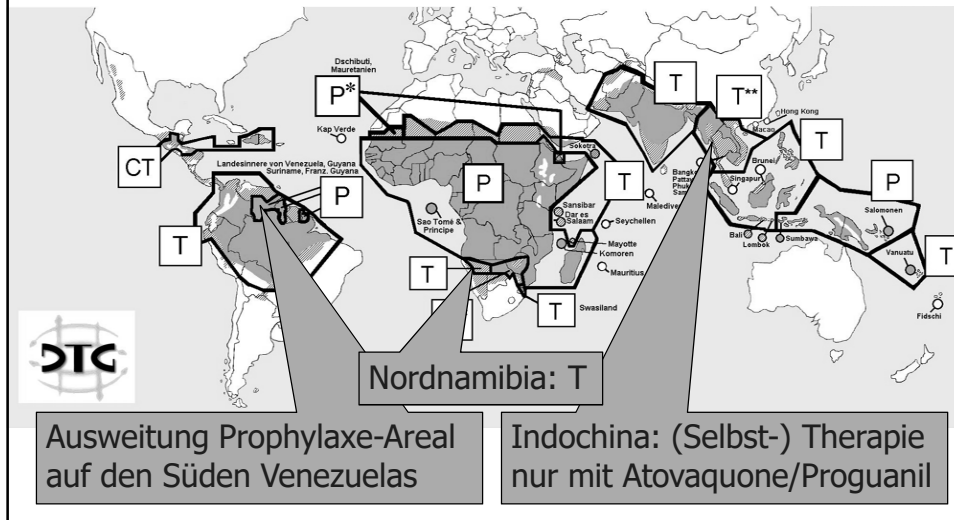 Dschibuti,
Mauretanien
P*
T
T**
Hong Kong
Macao
Kap Verde
Sokotra
T
CT
Landesinnere von Venezuela, Guyana
Suriname, Franz. Guyana
P
P
T
Brunei
Singapur
P
Malediven
Sansibar
Dar es
Salaam
Seychellen
Sao Tomé &
Principe
Salomonen
T
Mayotte
Komoren
Bali
Lombok
Sumbawa
Vanuatu
T
Mauritius
T
T
Swasiland
Fidschi
DTG
Nordnamibia: T
Ausweitung Prophylaxe-Areal
auf den Süden Venezuelas
Indochina: (Selbst-) Therapie
nur mit Atovaquone/Proguanil